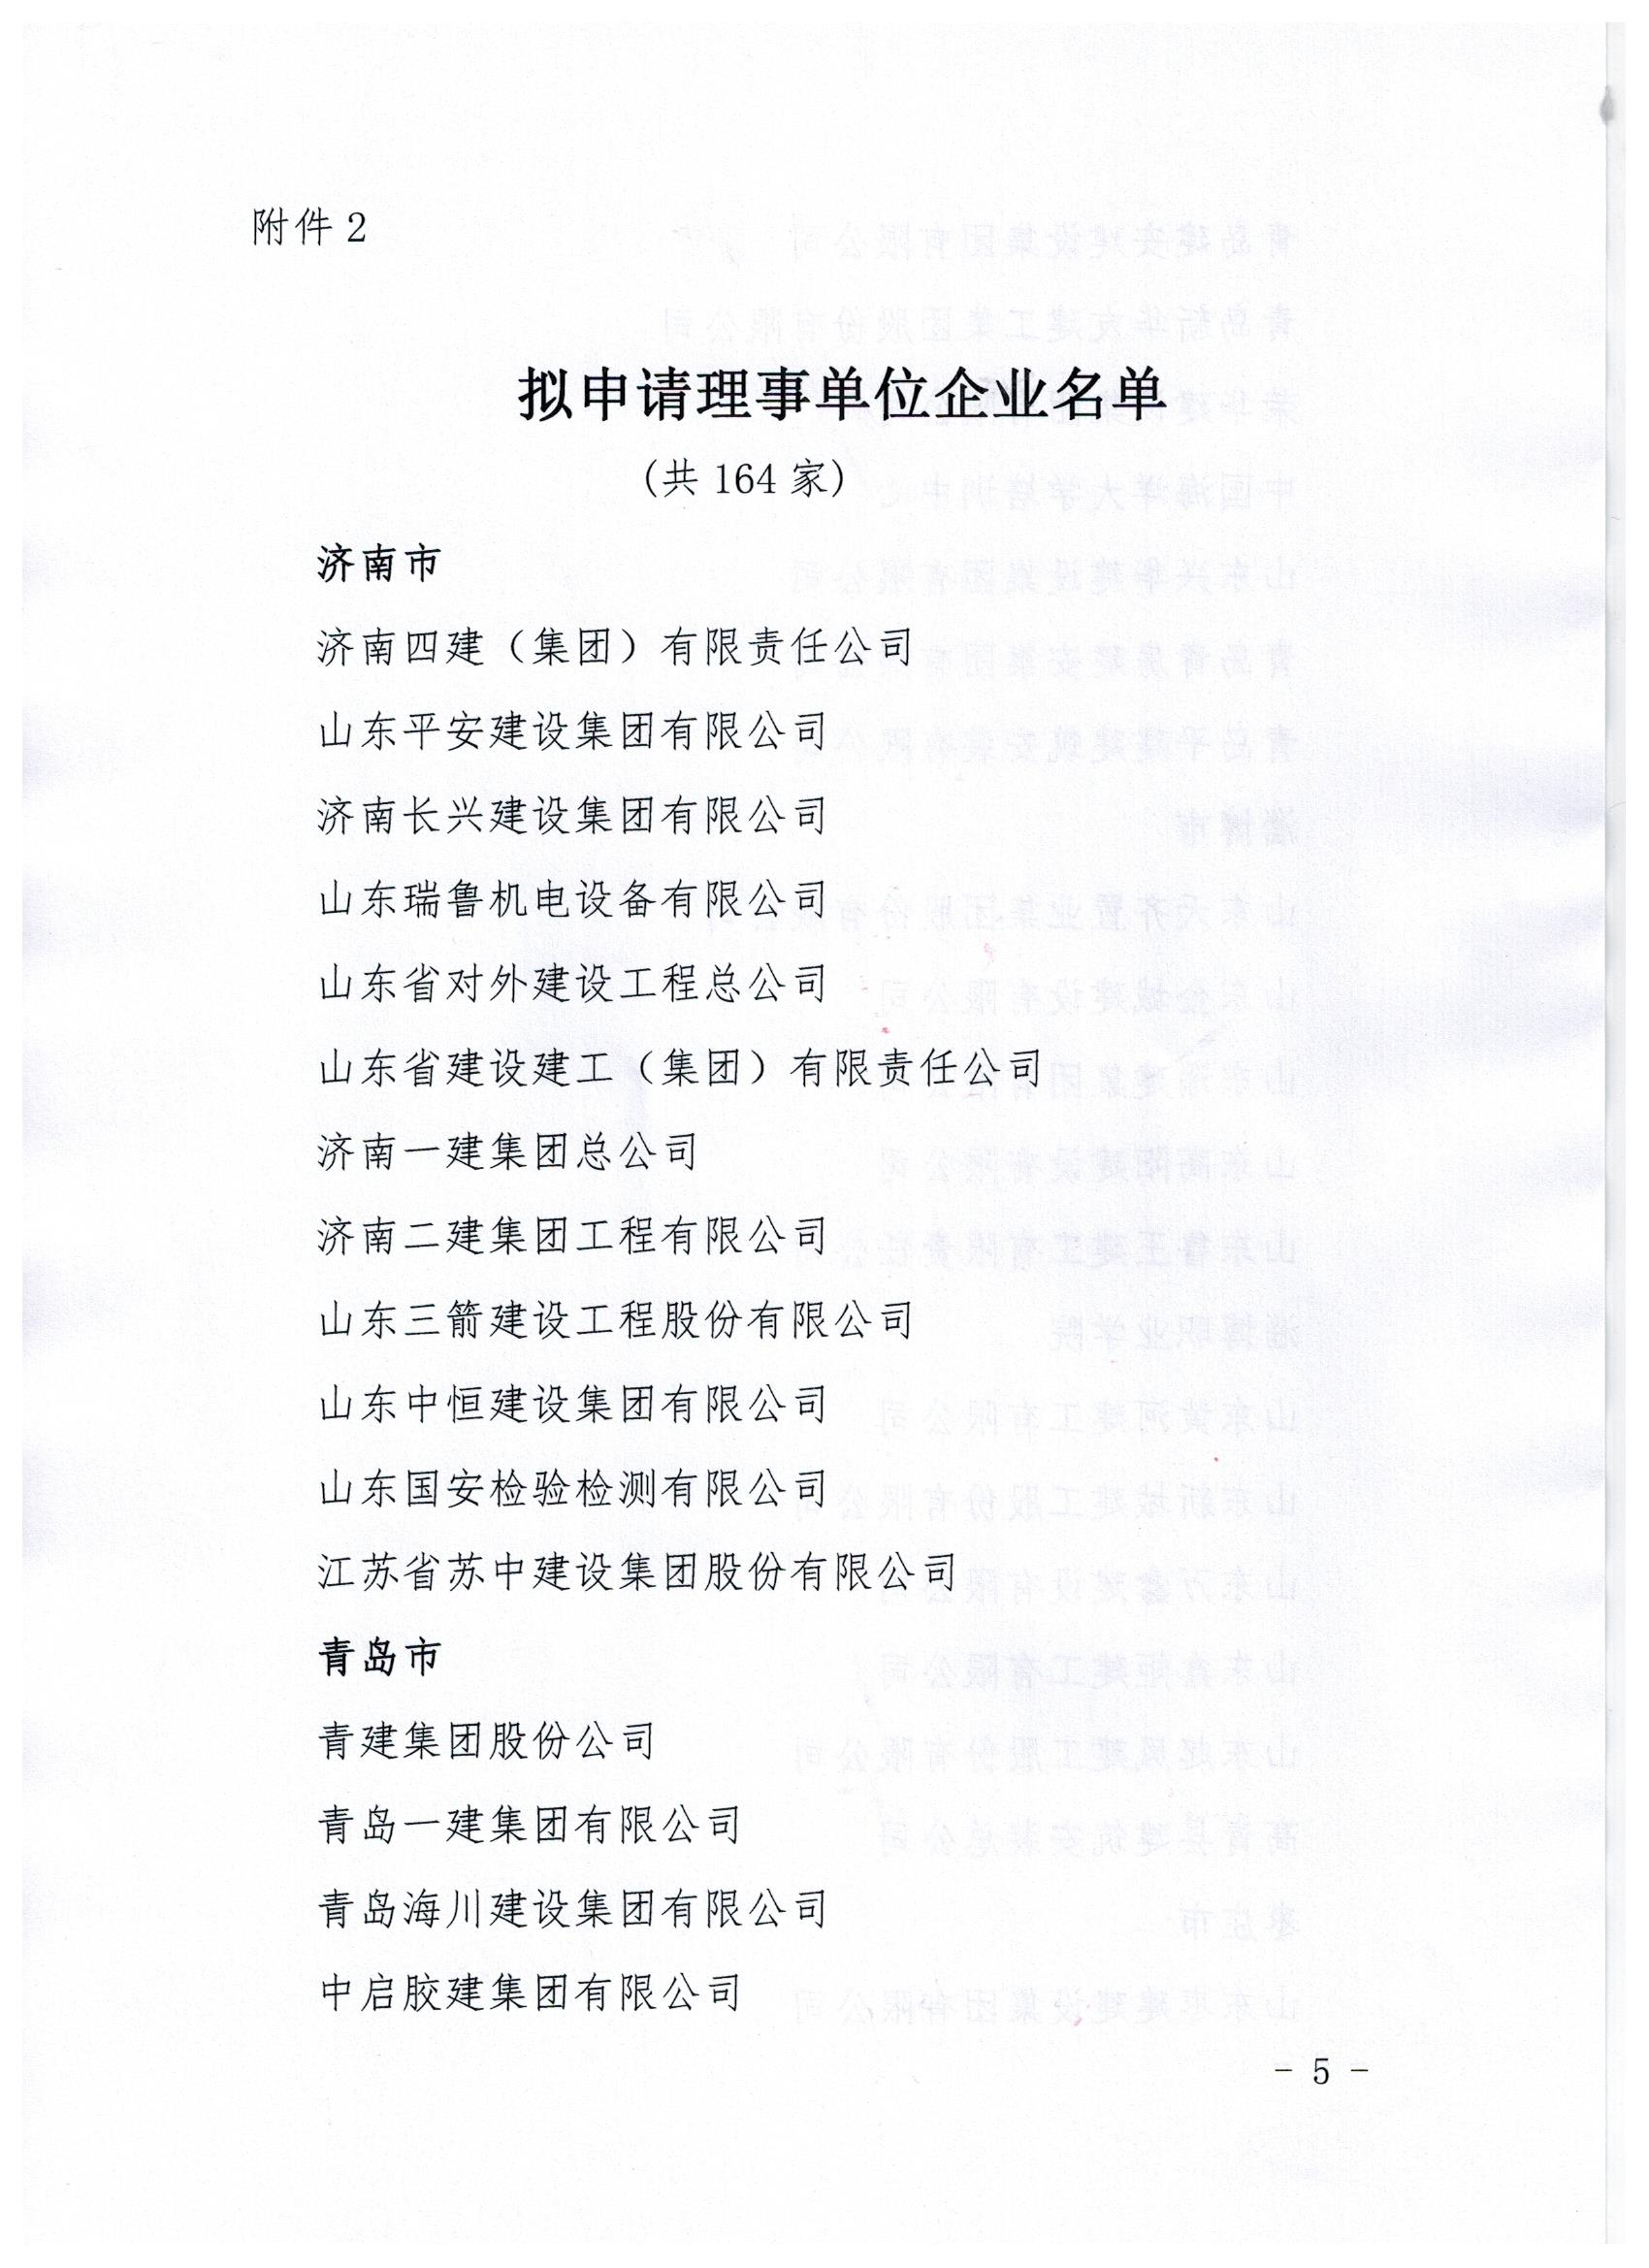 附件 2
拟申请理事单位企业名单
(共 164 家)
济南市
济南四建（集团）有限责任公司
山东平安建设集团有限公司
济南长兴建设集团有限公司
山东瑞鲁机电设备有限公司
山东省对外建设工程总公司
山东省建设建工（集团）有限责任公司
济南一建集团总公司
济南二建集团工程有限公司
山东三箭建设工程股份有限公司
山东中恒建设集团有限公司
山东国安检验检测有限公司
江苏省苏中建设集团股份有限公司
青岛市
青建集团股份公司
青岛一建集团有限公司
青岛海川建设集团有限公司
中启胶建集团有限公司
- 5 -